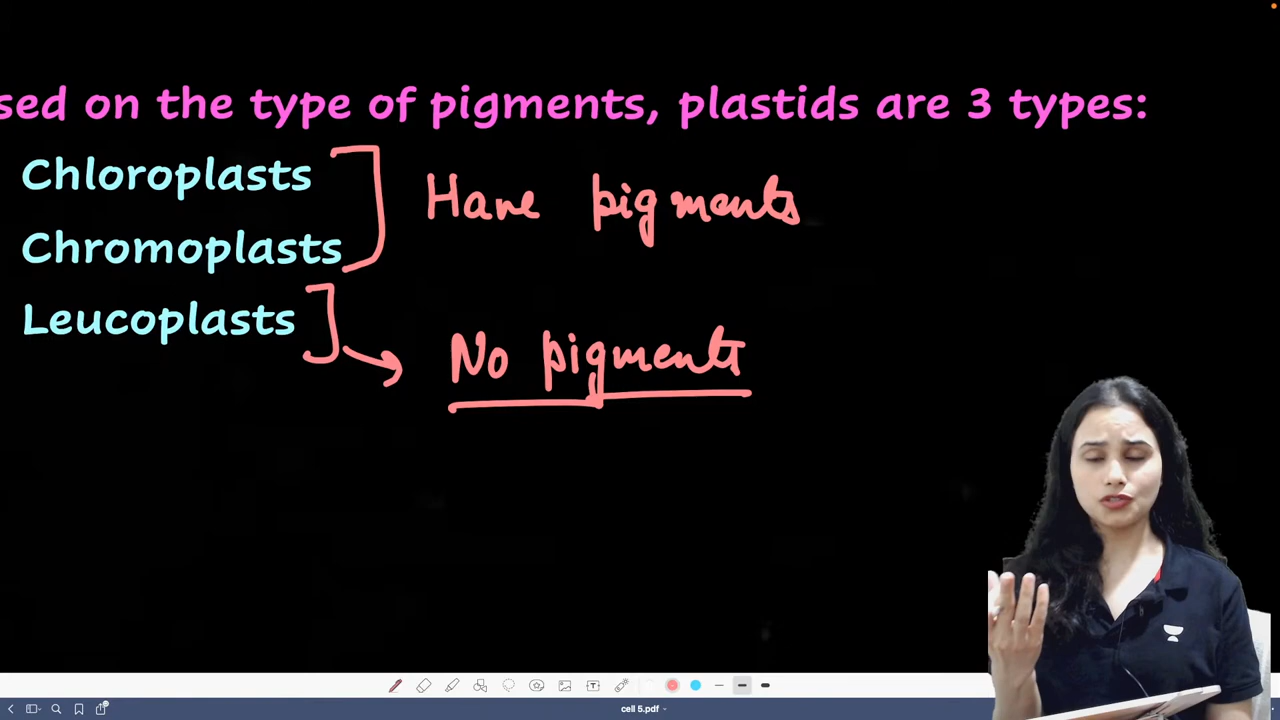 sed on the type of pigments, plastids are 3 types:
Chloroplasts
Have pigments
Chromoplasts
Leucoplasts
No pigments
cell 5.pdf